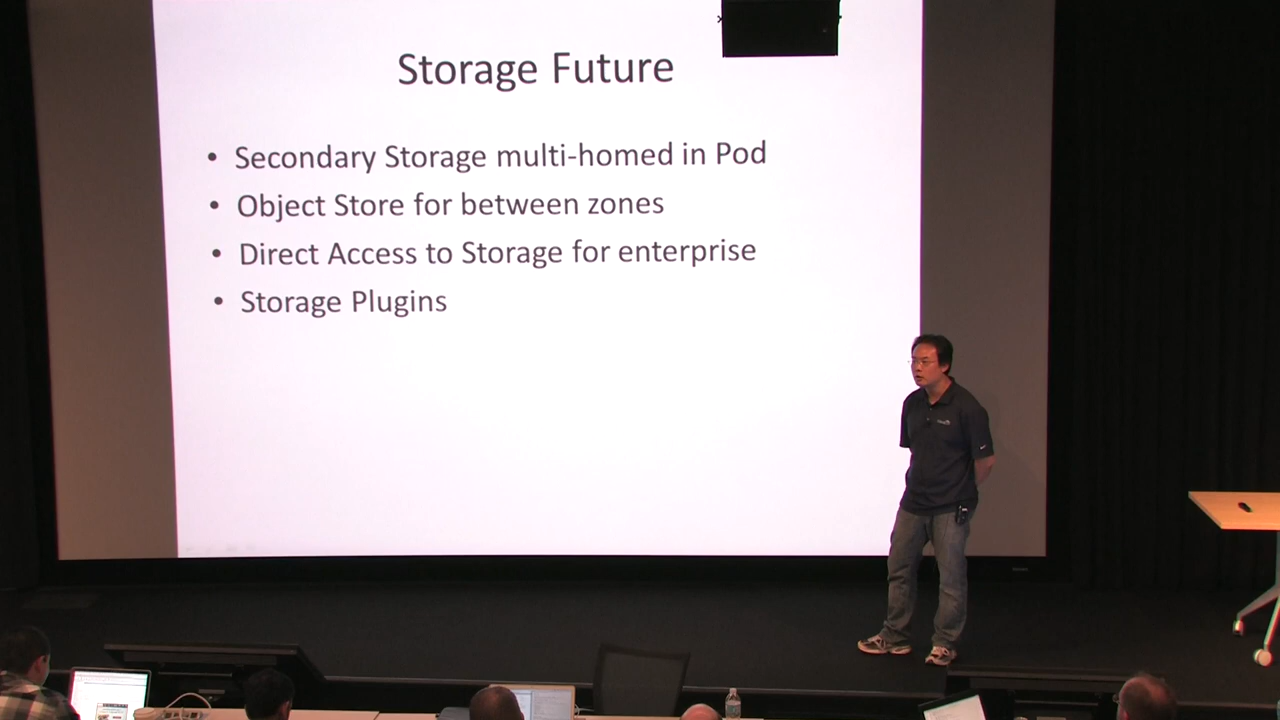 Storage Future
• Secondary Storage multi-homed in Pod
• Object Store for between zones
• Direct Access to Storage for enterprise
• Storage Plugins